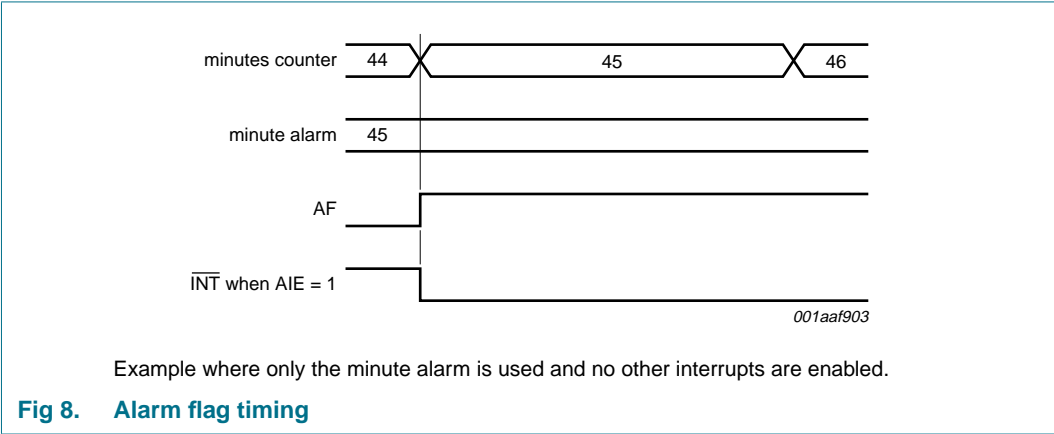 minutes counter 44 45 46
minute alarm 45
AF
INT when AIE = 1
001aaf903
Example where only the minute alarm is used and no other interrupts are enabled.
Fig 8. Alarm flag timing